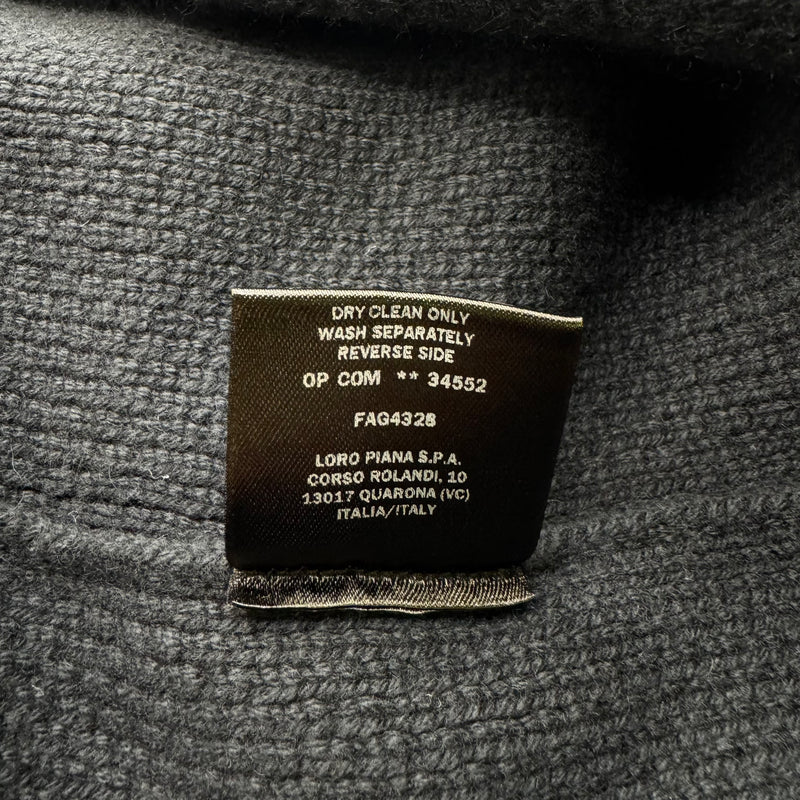 DRY CLEAN ONLY
WASH SEPARATELY
REVERSE SIDE
OP COM ** 34552
FAG4328
LORO PIANA S.P.A.
CORSO ROLANDI, 10
13017 QUARONA (VC)
ITALIA/ITALY